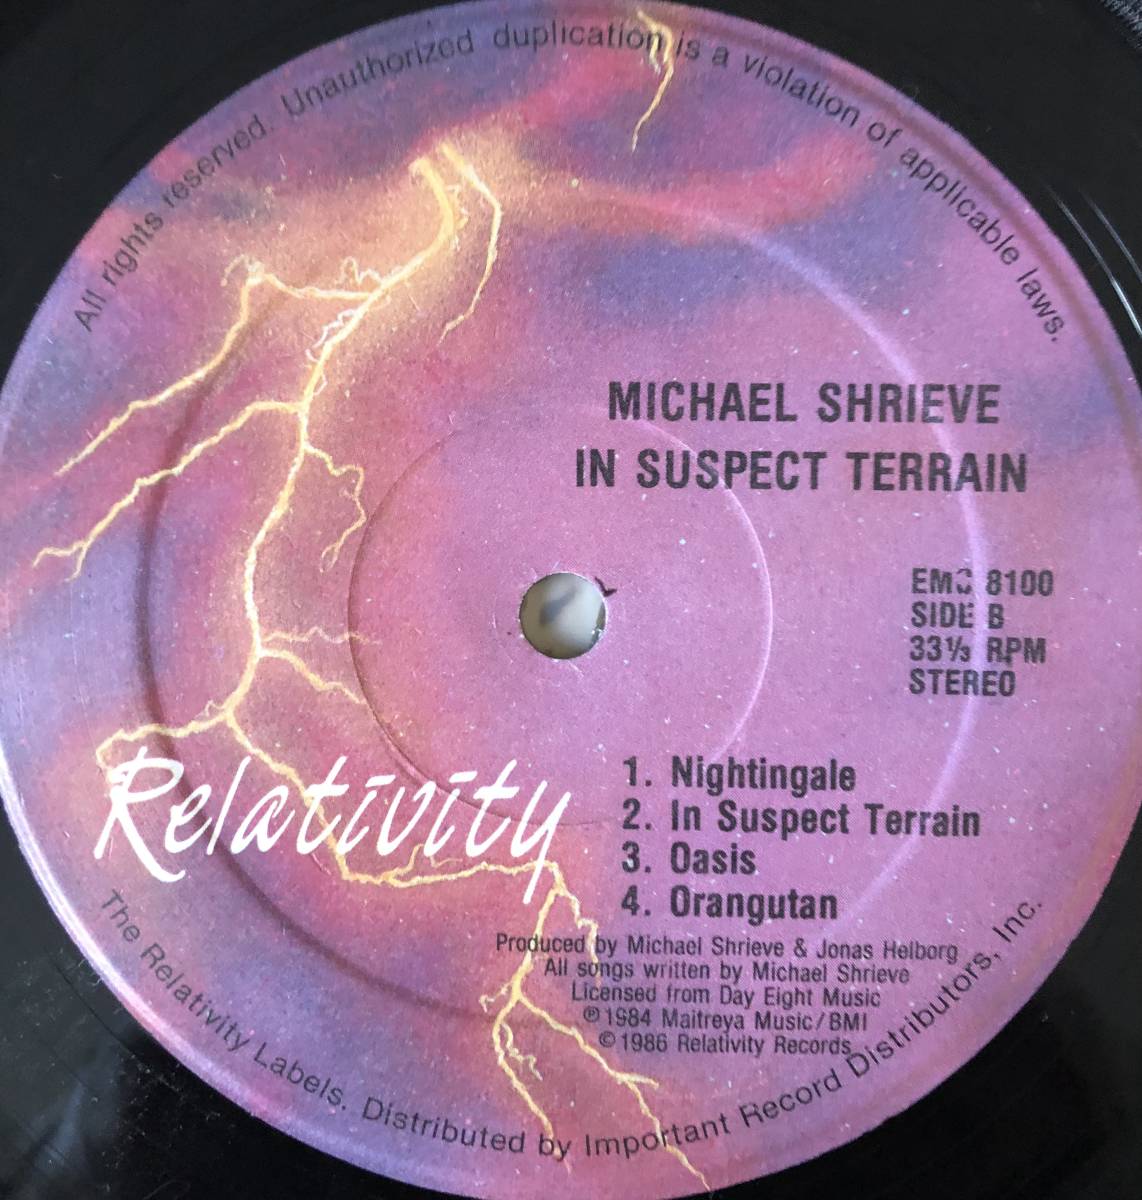 All rights reserved. Unauthorized duplication is a violation of applicable laws.
MICHAEL SHRIEVE
IN SUSPECT TERRAIN
EMC 8100
SIDE B
33⅓ RPM
STEREO
Relativity
1. Nightingale
2. In Suspect Terrain
3. Oasis
4. Orangutan
Produced by Michael Shrieve & Jonas Helborg
All songs written by Michael Shrieve
Licensed from Day Eight Music
℗1984 Maitreya Music/BMI
©1986 Relativity Records
The Relativity Labels. Distributed by Important Record Distributors, Inc.